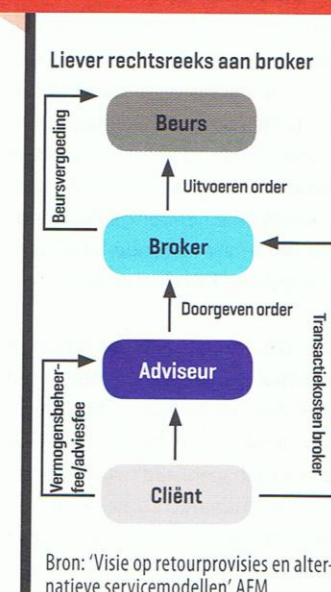 Liever rechtsreeks aan broker
Beurs
Beursvergoeding
Uitvoeren order
Broker
Doorgeven order
Transactiekosten broker
Adviseur
Vermogensbeheer-
fee/adviesfee
Cliënt
Bron: ‘Visie op retourprovisies en alter-
natieve servicemodellen’ AFM